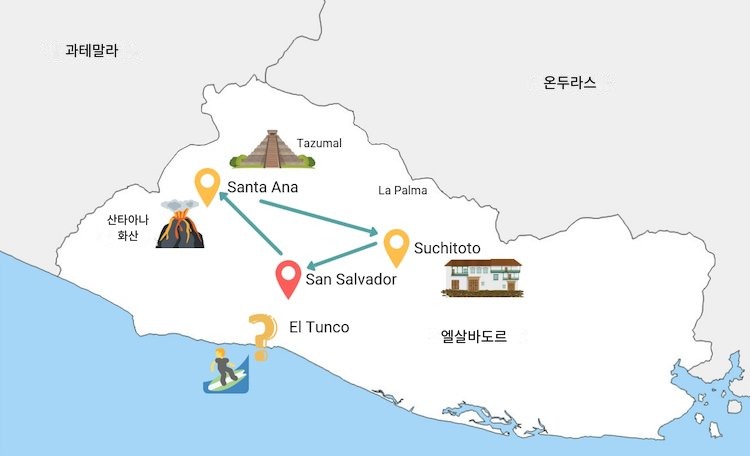 과테말라
온두라스
Tazumal
Santa Ana
La Palma
산타아나
화산
Suchitoto
San Salvador
El Tunco
?
엘살바도르